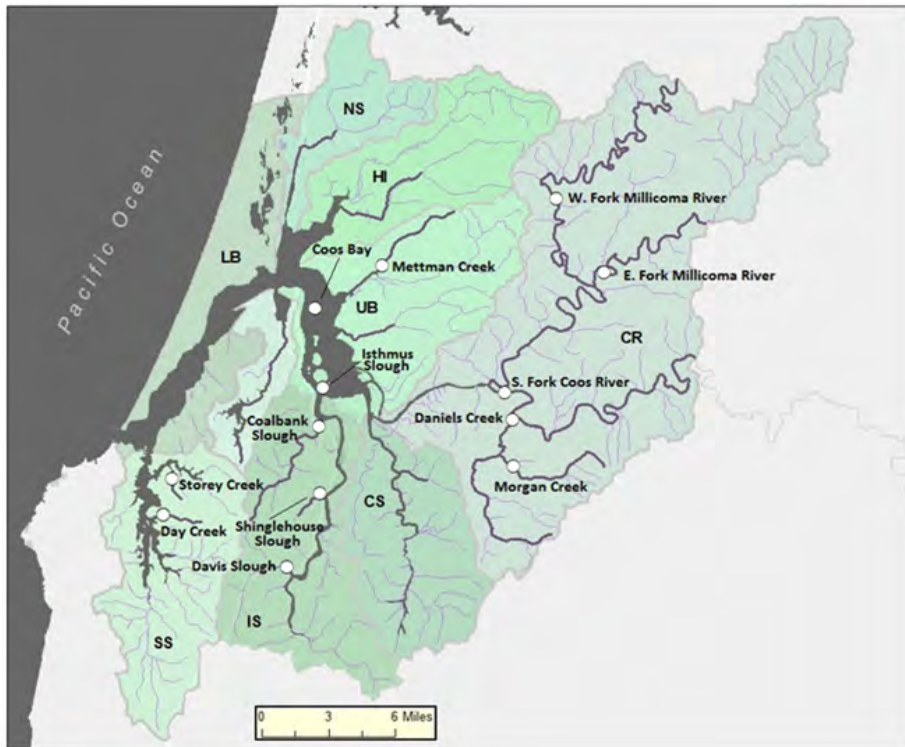 NS
HI
W. Fork Millicoma River
Pacific Ocean
LB
Coos Bay
Mettman Creek
E. Fork Millicoma River
UB
CR
Isthmus
Slough
S. Fork Coos River
Coalbank
Slough
Daniels Creek
Storey Creek
Morgan Creek
CS
Day Creek
Shinglehouse
Slough
Davis Slough
SS
IS
0 3 6 Miles